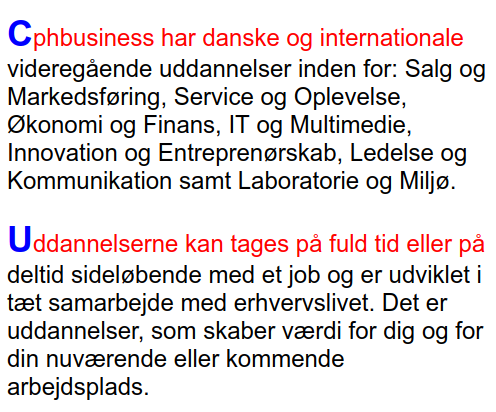 Cphbusiness har danske og internationale
videregående uddannelser inden for: Salg og
Markedsføring, Service og Oplevelse,
Økonomi og Finans, IT og Multimedie,
Innovation og Entreprenørskab, Ledelse og
Kommunikation samt Laboratorie og Miljø.
Uddannelserne kan tages på fuld tid eller på
deltid sideløbende med et job og er udviklet i
tæt samarbejde med erhvervslivet. Det er
uddannelser, som skaber værdi for dig og for
din nuværende eller kommende
arbejdsplads.